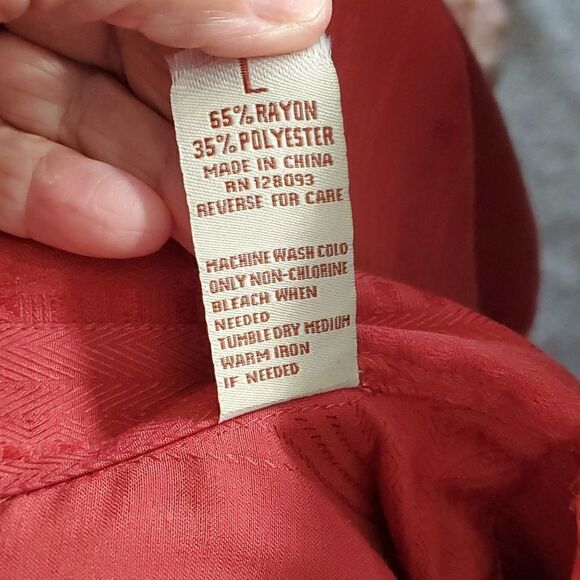 L
65% RAYON
35% POLYESTER
MADE IN CHINA
RN 128093
REVERSE FOR CARE
MACHINE WASH COLD
ONLY NON-CHLORINE
BLEACH WHEN
NEEDED
TUMBLE DRY MEDIUM
WARM IRON
IF NEEDED